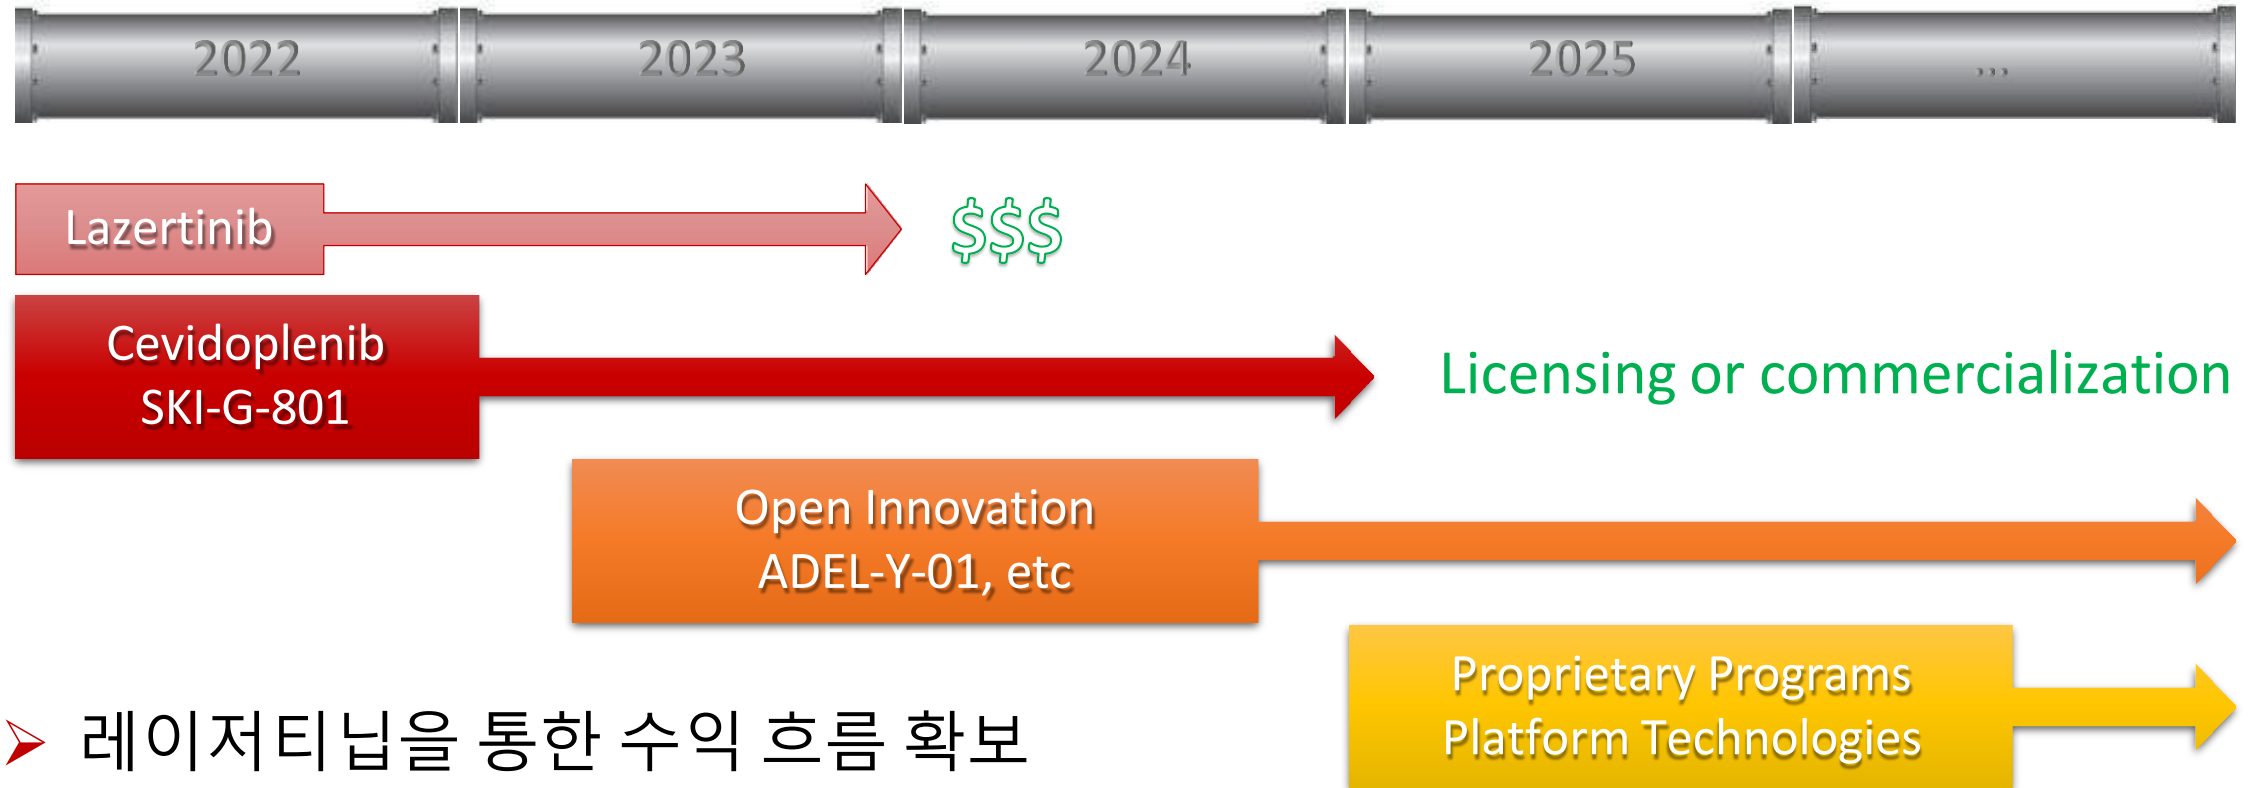 2022 2023 2024 2025 ...
Lazertinib
$$$
Cevidoplenib
SKI-G-801
Licensing or commercialization
Open Innovation
ADEL-Y-01, etc
Proprietary Programs
Platform Technologies
레이저티닙을 통한 수익 흐름 확보